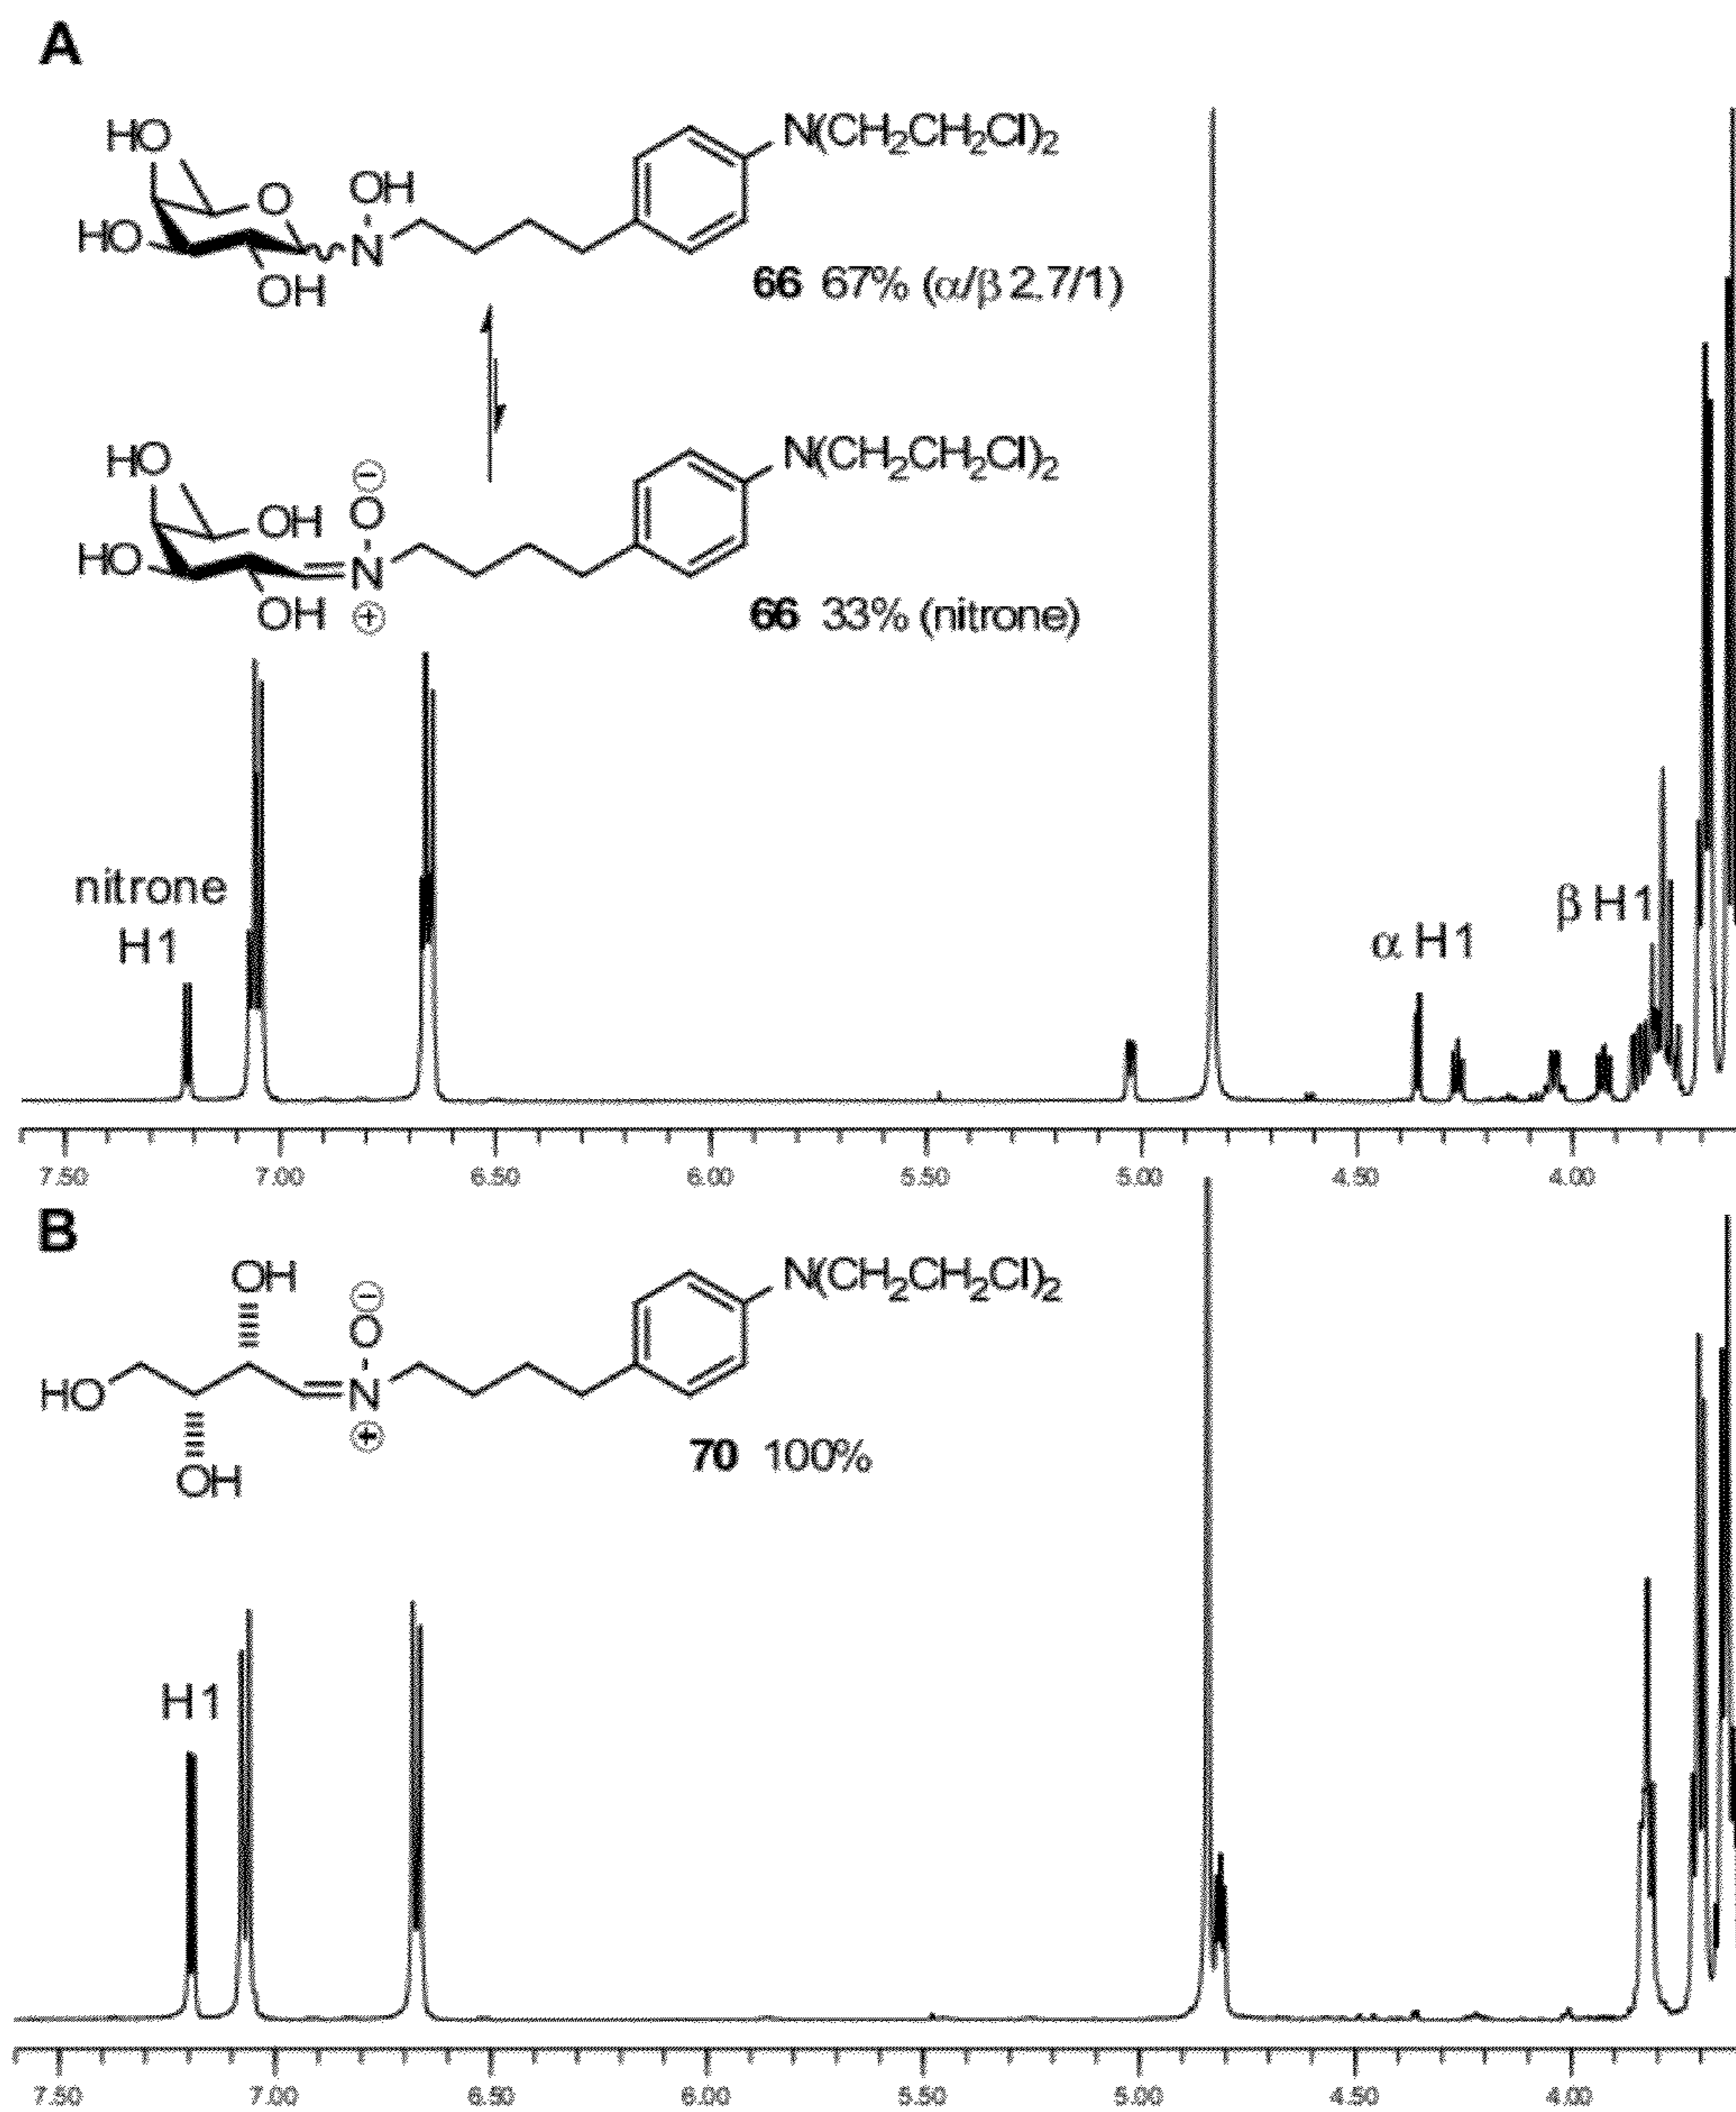 A
HO
N(CH2CH2Cl)2
OH
O
HO
N
OH
66 67% (α/β 2.7/1)
HO
N(CH2CH2Cl)2
⊖
OH
O
HO
N
OH
⊕
66 33% (nitrone)
nitrone
H1
β H1
α H1
7.50 7.00 6.50 6.00 5.50 5.00 4.50 4.00
B
OH
N(CH2CH2Cl)2
⊖
O
HO
N
⊕
70 100%
OH
H1
7.50 7.00 6.50 6.00 5.50 5.00 4.50 4.00